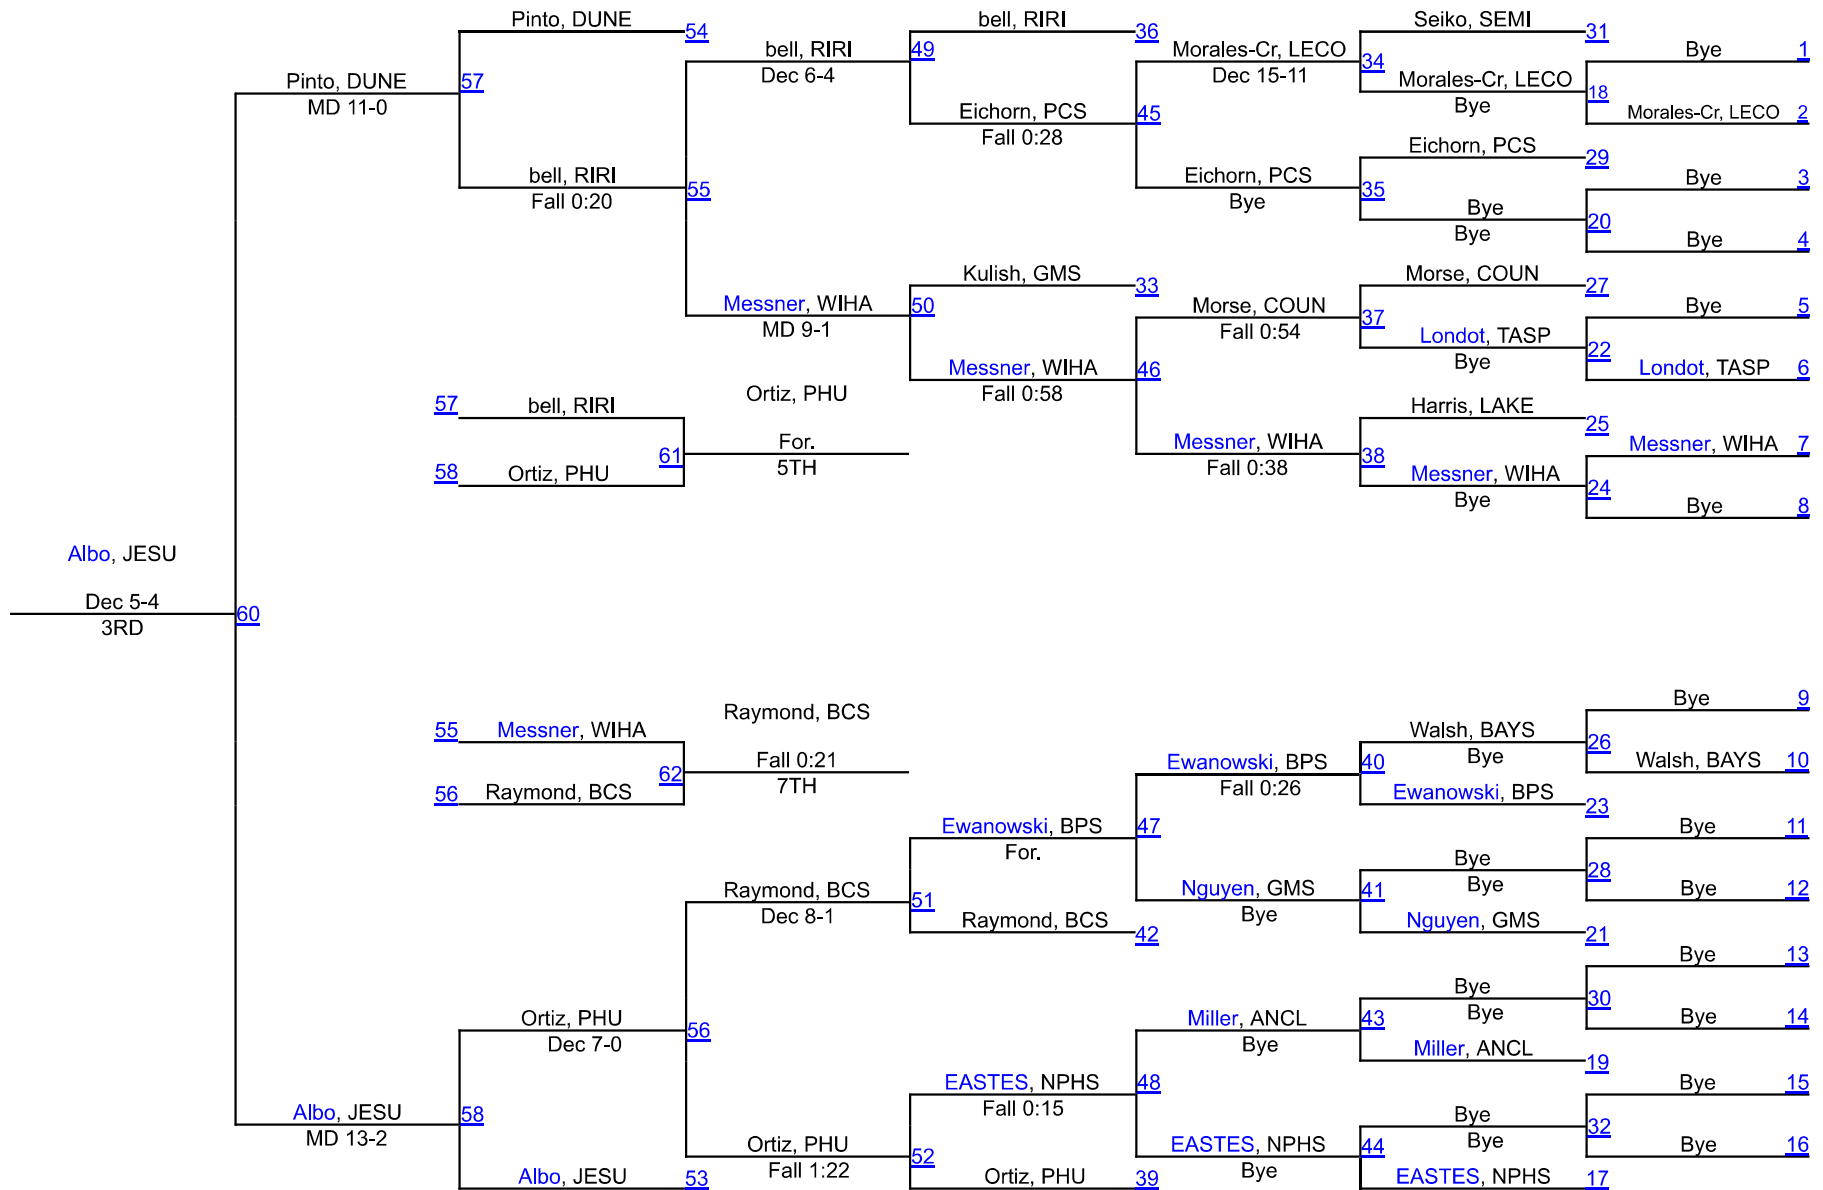 Pinto, DUNE
54
bell, RIRI
36
Seiko, SEMI
31
bell, RIRI
Dec 6-4
49
Morales-Cr, LECO
Dec 15-11
34
Bye
1
Pinto, DUNE
MD 11-0
57
Morales-Cr, LECO
Bye
18
Eichorn, PCS
Fall 0:28
45
Morales-Cr, LECO
2
Eichorn, PCS
29
bell, RIRI
Fall 0:20
55
Eichorn, PCS
Bye
35
Bye
3
Bye
Bye
20
Bye
4
Kulish, GMS
33
Morse, COUN
27
Messner, WIHA
MD 9-1
50
Morse, COUN
Fall 0:54
37
Bye
5
Londot, TASP
Bye
22
Messner, WIHA
Fall 0:58
46
Londot, TASP
6
Ortiz, PHU
57
bell, RIRI
Harris, LAKE
25
For.
5TH
61
Messner, WIHA
Fall 0:38
38
Messner, WIHA
7
58
Ortiz, PHU
Messner, WIHA
Bye
24
Bye
8
Albo, JESU
Dec 5-4
3RD
60
Raymond, BCS
Bye
9
55
Messner, WIHA
Walsh, BAYS
Bye
26
Fall 0:21
7TH
62
Ewanowski, BPS
Fall 0:26
40
Walsh, BAYS
10
56
Raymond, BCS
Ewanowski, BPS
23
Ewanowski, BPS
For.
47
Bye
11
Bye
Bye
28
Raymond, BCS
Dec 8-1
51
Nguyen, GMS
Bye
41
Bye
12
Raymond, BCS
42
Nguyen, GMS
21
Bye
13
Bye
Bye
30
Ortiz, PHU
Dec 7-0
56
Miller, ANCL
Bye
43
Bye
14
Miller, ANCL
19
EASTES, NPHS
Fall 0:15
48
Bye
15
Albo, JESU
MD 13-2
58
Bye
Bye
32
Ortiz, PHU
Fall 1:22
52
EASTES, NPHS
Bye
44
Bye
16
Albo, JESU
53
Ortiz, PHU
39
EASTES, NPHS
17